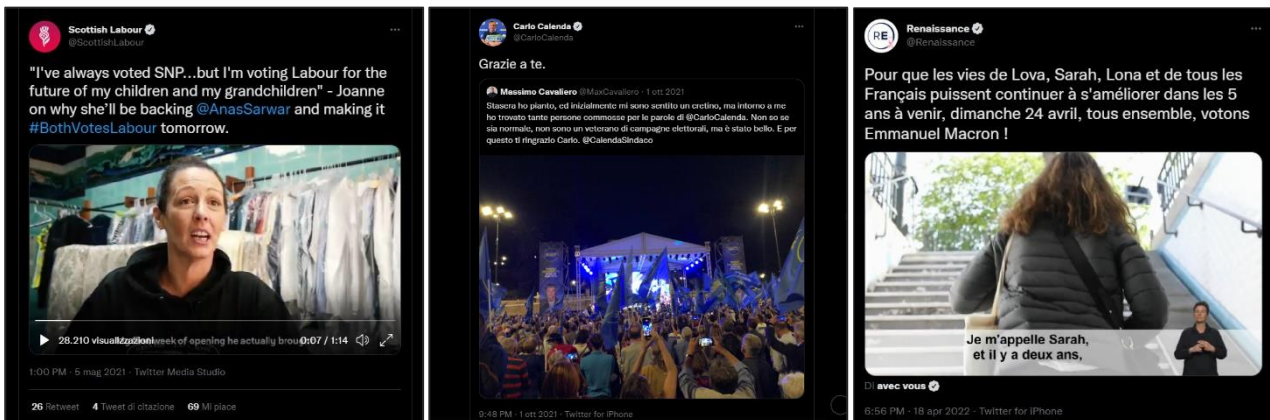 Scottish Labour
@ScottishLabour
"I've always voted SNP...but I'm voting Labour for the
future of my children and my grandchildren" - Joanne
on why she'll be backing @AnasSarwar and making it
#BothVotesLabour tomorrow.
28.210 visualizzazioni
week of opening he actually
0:07 / 1:14
1:00 PM · 5 mag 2021 · Twitter Media Studio
26 Retweet 4 Tweet di citazione 69 Mi piace
Carlo Calenda
@CarloCalenda
Grazie a te.
Massimo Cavaliero @MaxCavaliero · 1 ott 2021
Stasera ho pianto, ed inizialmente mi sono sentito un cretino, ma intorno a me
ho trovato tante persone commosse per le parole di @CarloCalenda. Non so se
sia normale, non sono un veterano di campagne elettorali, ma è stato bello. E per
questo ti ringrazio Carlo. @CalendaSindaco
9:48 PM · 1 ott 2021 · Twitter for iPhone
RE
Renaissance
@Renaissance
Pour que les vies de Lova, Sarah, Lona et de tous les
Français puissent continuer à s'améliorer dans les 5
ans à venir, dimanche 24 avril, tous ensemble, votons
Emmanuel Macron !
Je m'appelle Sarah,
et il y a deux ans,
Di avec vous
6:56 PM · 18 apr 2022 · Twitter for iPhone